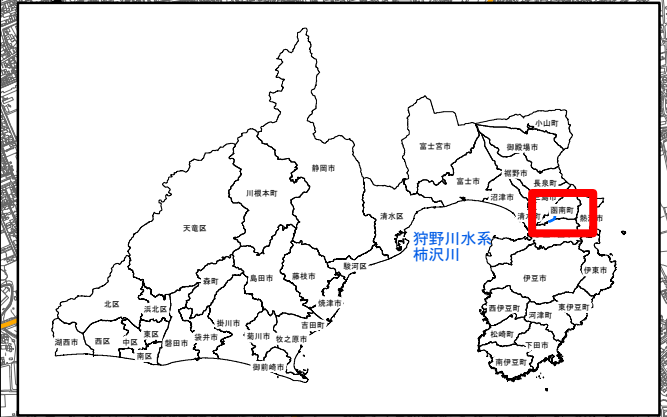 小山町
御殿場市
富士宮市
裾野市
富士市
長泉町
沼津市
三島市
函南町
清水町
熱海市
静岡市
川根本町
清水区
天竜区
狩野川水系
柿沢川
駿河区
森町
島田市
藤枝市
伊豆市
伊東市
北区
浜北区
焼津市
吉田町
西伊豆町
河津町
東伊豆町
湖西市
西区
中区
東区
南区
磐田市
袋井市
掛川市
菊川市
牧之原市
御前崎市
松崎町
下田市
南伊豆町